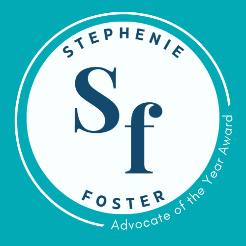 STEPHENIE
Sf
FOSTER
Advocate of the Year Award